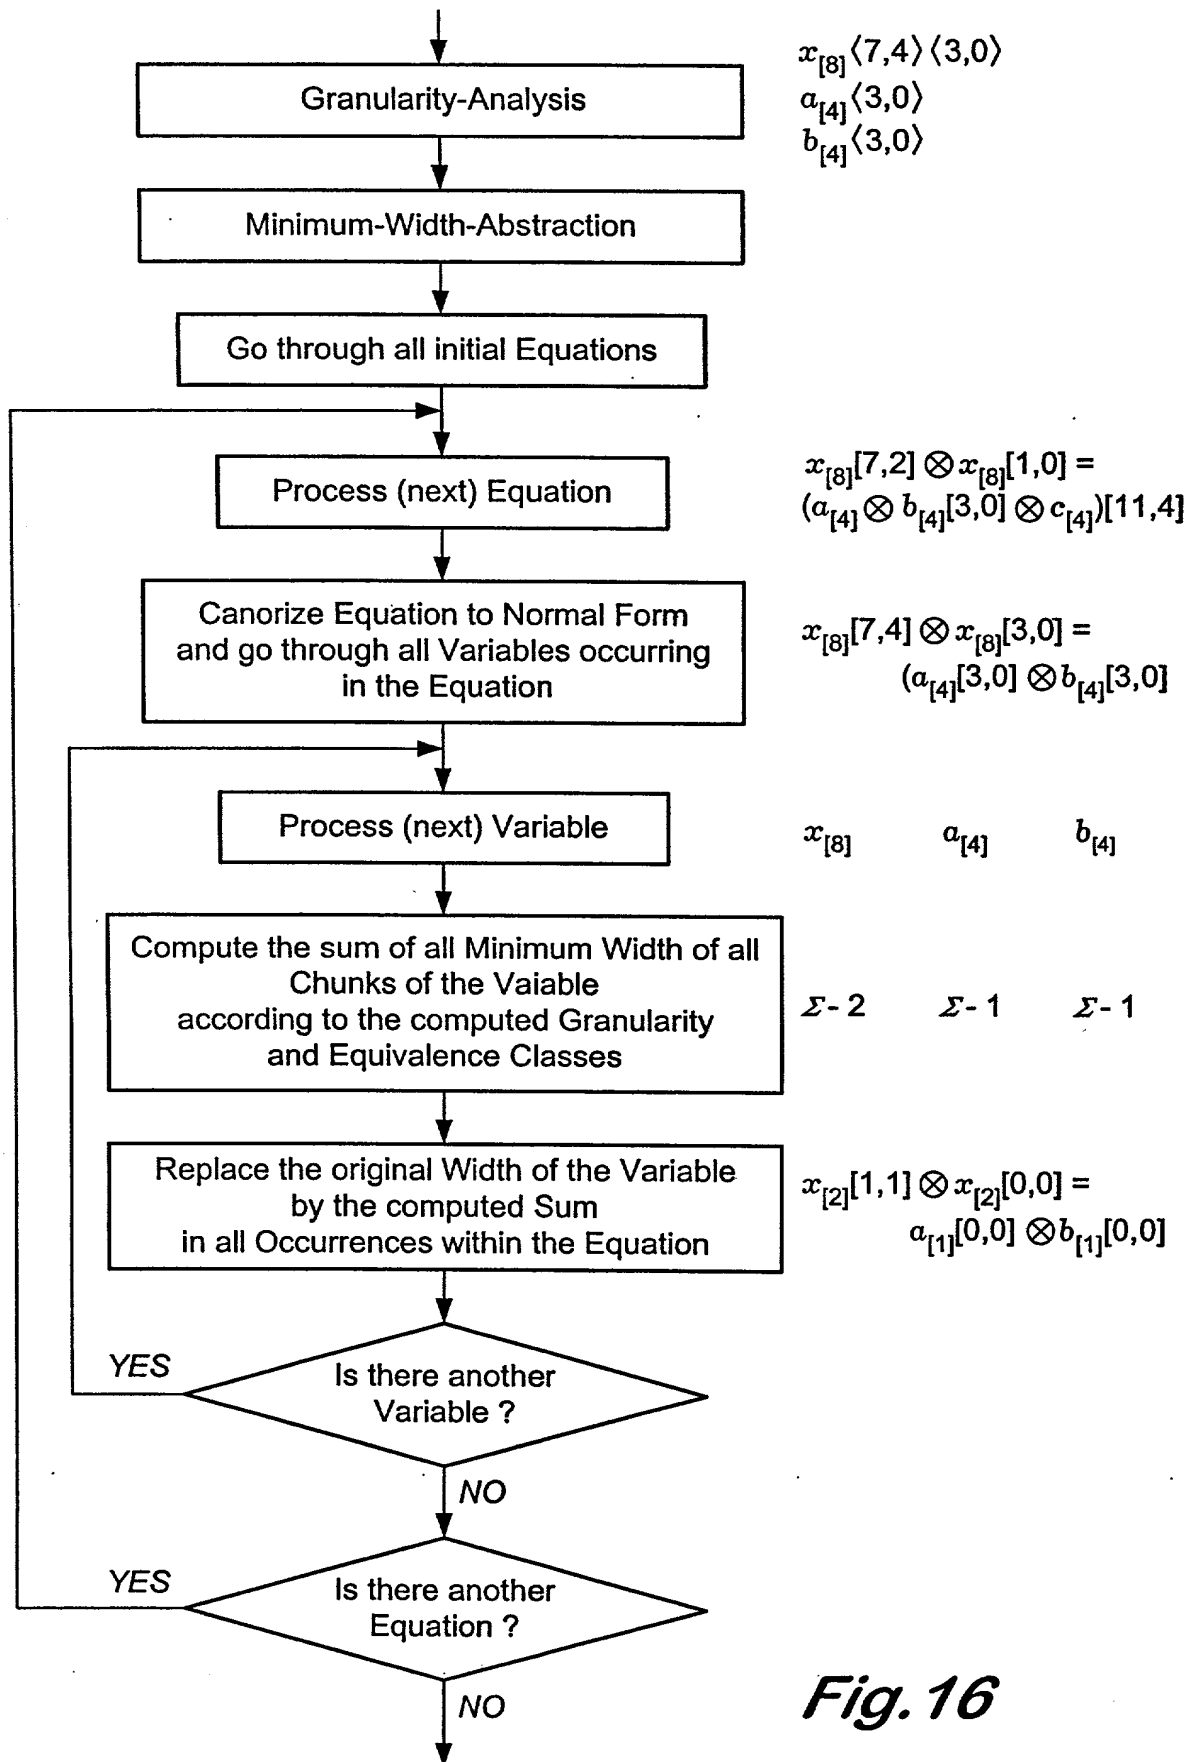 x[8]⟨7,4⟩⟨3,0⟩
Granularity-Analysis
a[4]⟨3,0⟩
b[4]⟨3,0⟩
Minimum-Width-Abstraction
Go through all initial Equations
Process (next) Equation
x[8][7,2] ⊗ x[8][1,0] =
(a[4] ⊗ b[4][3,0] ⊗ c[4])[11,4]
Canorize Equation to Normal Form
and go through all Variables occurring
in the Equation
x[8][7,4] ⊗ x[8][3,0] =
(a[4][3,0] ⊗ b[4][3,0]
Process (next) Variable
x[8] a[4] b[4]
Compute the sum of all Minimum Width of all
Chunks of the Vaiable
according to the computed Granularity
and Equivalence Classes
Σ- 2 Σ- 1 Σ- 1
Replace the original Width of the Variable
by the computed Sum
in all Occurrences within the Equation
x[2][1,1] ⊗ x[2][0,0] =
a[1][0,0] ⊗ b[1][0,0]
YES
Is there another
Variable ?
NO
YES
Is there another
Equation ?
NO
Fig. 16